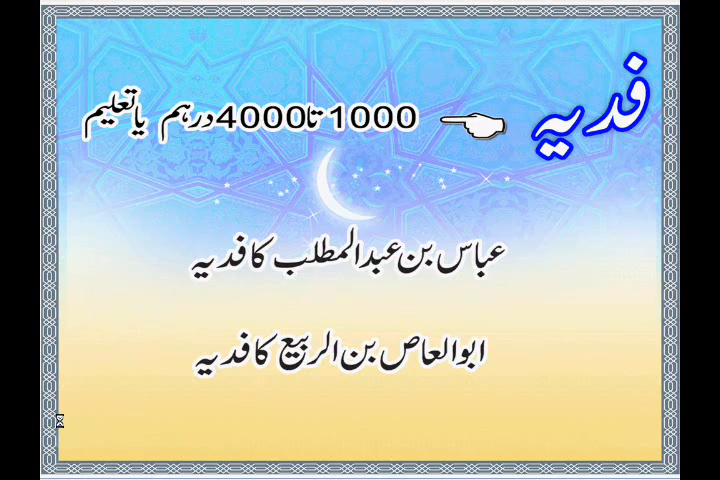 فدیہ
1000 تا 4000 درہم یا تعلیم
عباس بن عبدالمطلب کا فدیہ
ابوالعاص بن الربیع کا فدیہ